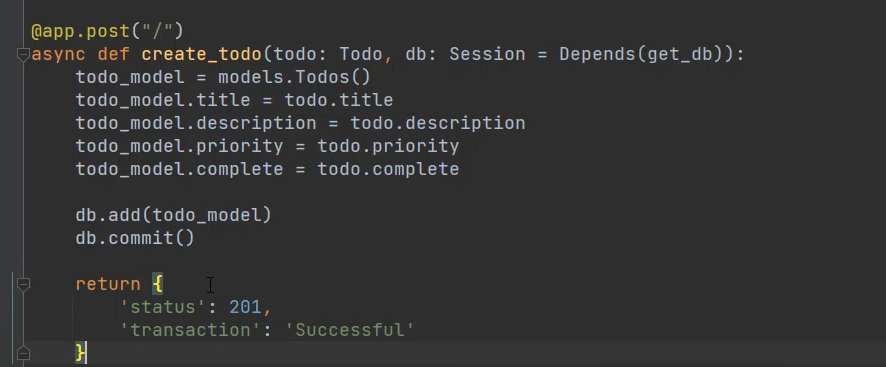 @app.post("/")
async def create_todo(todo: Todo, db: Session = Depends(get_db)):
    todo_model = models.Todos()
    todo_model.title = todo.title
    todo_model.description = todo.description
    todo_model.priority = todo.priority
    todo_model.complete = todo.complete

    db.add(todo_model)
    db.commit()

    return {
        'status': 201,
        'transaction': 'Successful'
    }